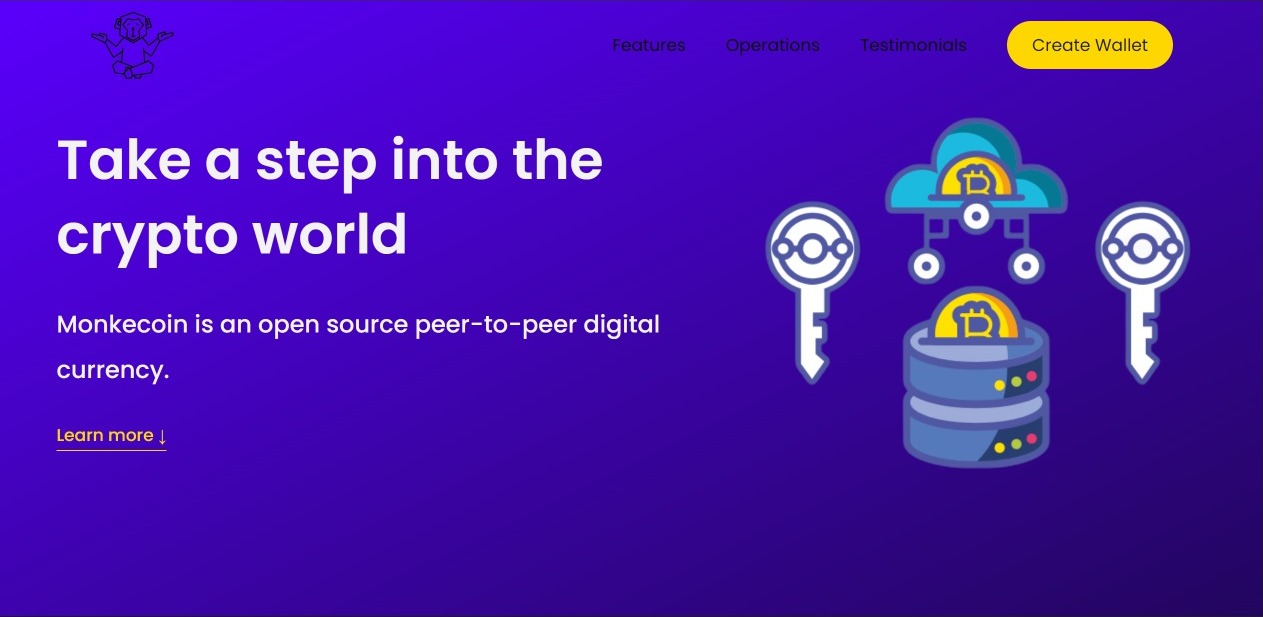 Features Operations Testimonials Create Wallet
Take a step into the
crypto world
Monkecoin is an open source peer-to-peer digital
currency.
Learn more ↓